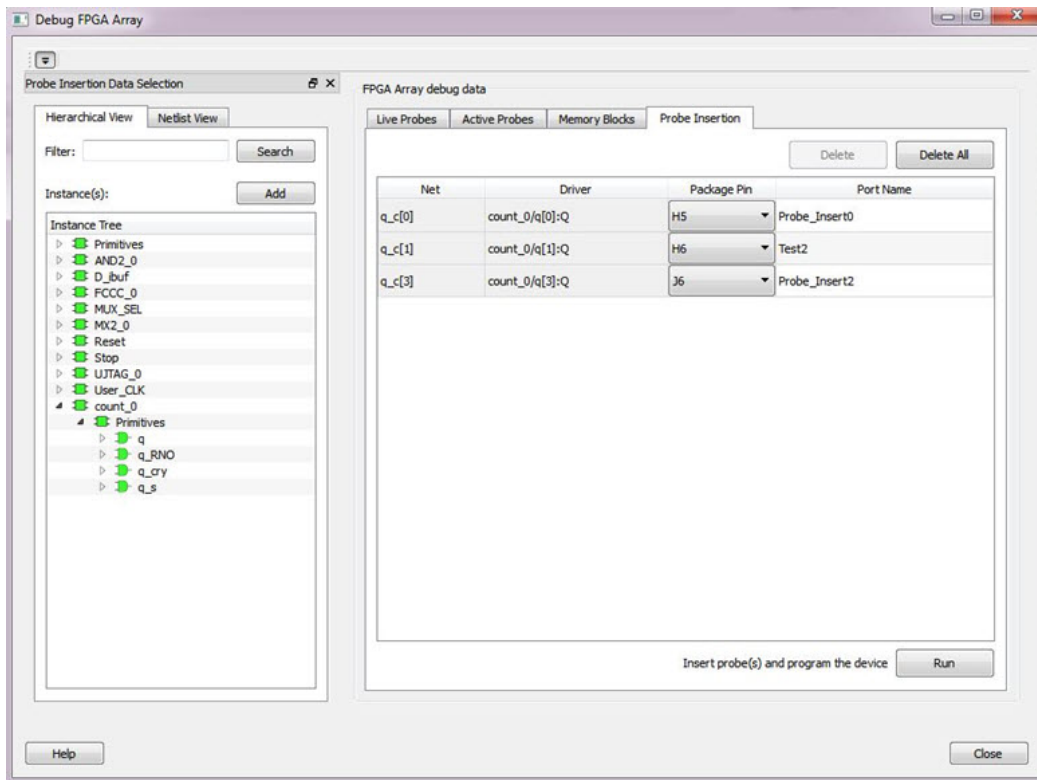 Debug FPGA Array
Probe Insertion Data Selection
Hierarchical View Netlist View
Filter: Search
Instance(s): Add
Instance Tree
Primitives
AND2_0
D_ibuf
FCCC_0
MUX_SEL
MX2_0
Reset
Stop
UJTAG_0
User_CLK
count_0
Primitives
q
q_RNO
q_cry
q_s
FPGA Array debug data
Live Probes Active Probes Memory Blocks Probe Insertion
Delete Delete All
Net Driver Package Pin Port Name
q_c[0] count_0/q[0]:Q H5 Probe_Insert0
q_c[1] count_0/q[1]:Q H6 Test2
q_c[3] count_0/q[3]:Q J6 Probe_Insert2
Insert probe(s) and program the device Run
Help Close